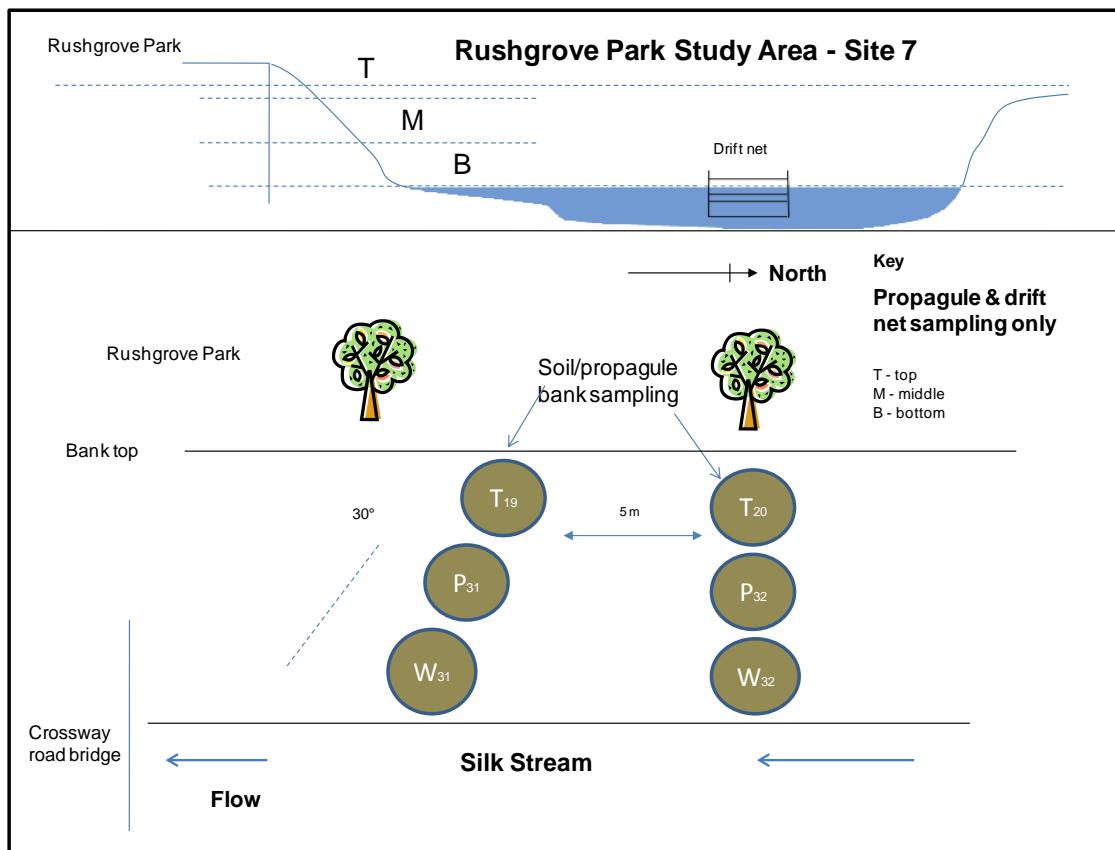 Rushgrove Park
Rushgrove Park Study Area - Site 7
T
M
B
Drift net
North
Key
Propagule & drift
net sampling only
T - top
M - middle
B - bottom
Rushgrove Park
Soil/propagule
bank sampling
Bank top
T19
T20
30°
5 m
P31
P32
W31
W32
Crossway
road bridge
Silk Stream
Flow